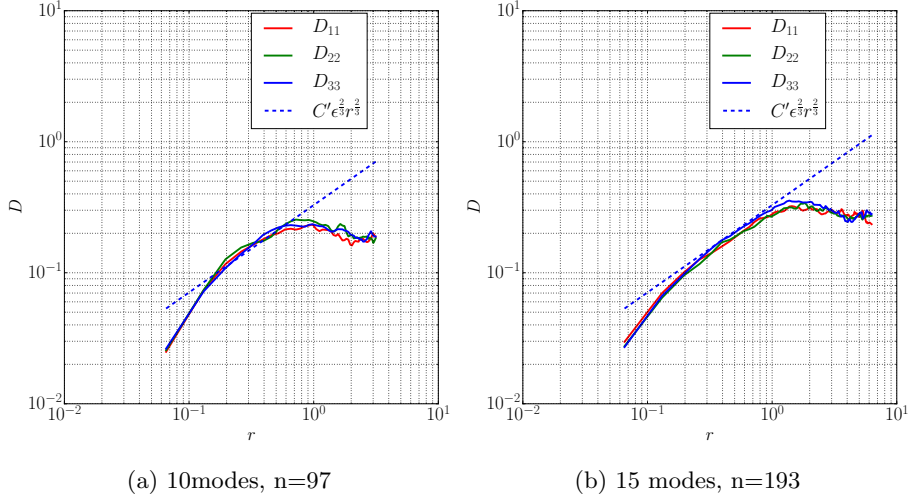 10^1
10^0
10^-1
10^-2
D
10^-2 10^-1 10^0 10^1
r
D_11
D_22
D_33
C′ϵ^{2/3}r^{2/3}
(a) 10modes, n=97
10^1
10^0
10^-1
10^-2
D
10^-2 10^-1 10^0 10^1
r
D_11
D_22
D_33
C′ϵ^{2/3}r^{2/3}
(b) 15 modes, n=193